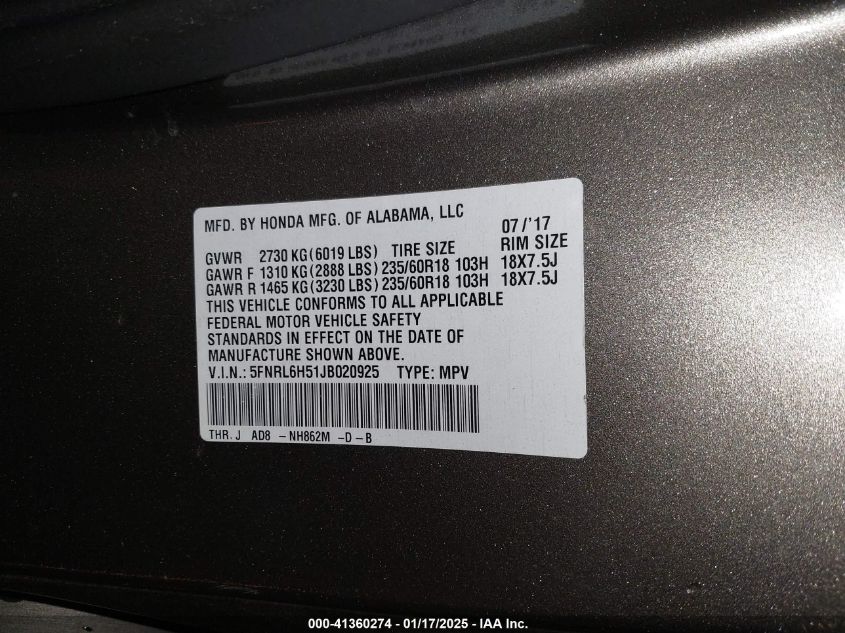 MFD. BY HONDA MFG. OF ALABAMA, LLC
07/'17
GVWR 2730 KG(6019 LBS) TIRE SIZE RIM SIZE
GAWR F 1310 KG(2888 LBS) 235/60R18 103H 18X7.5J
GAWR R 1465 KG(3230 LBS) 235/60R18 103H 18X7.5J
THIS VEHICLE CONFORMS TO ALL APPLICABLE
FEDERAL MOTOR VEHICLE SAFETY
STANDARDS IN EFFECT ON THE DATE OF
MANUFACTURE SHOWN ABOVE.
V.I.N.: 5FNRL6H51JB020925 TYPE: MPV
THR. J AD8 -NH862M -D-B
000-41360274 - 01/17/2025 - IAA Inc.